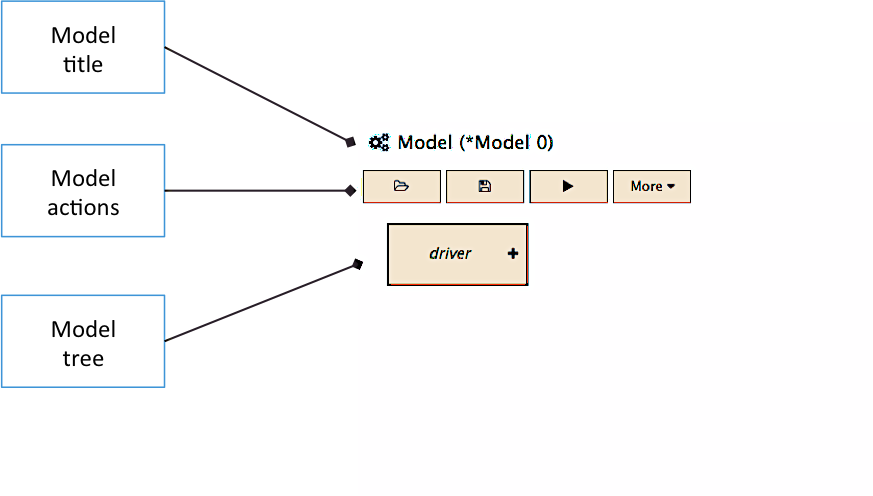 Model
title
Model (*Model 0)
Model
actions
More
driver
Model
tree